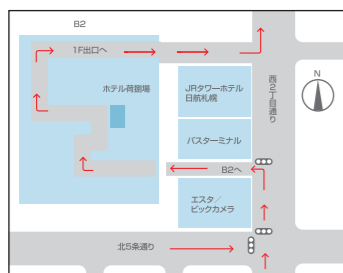 B2
1F出口へ
ホテル荷捌場
JRタワーホテル
日航札幌
バスターミナル
B2へ
エスタ/
ビックカメラ
北5条通り
西2丁目通り
N